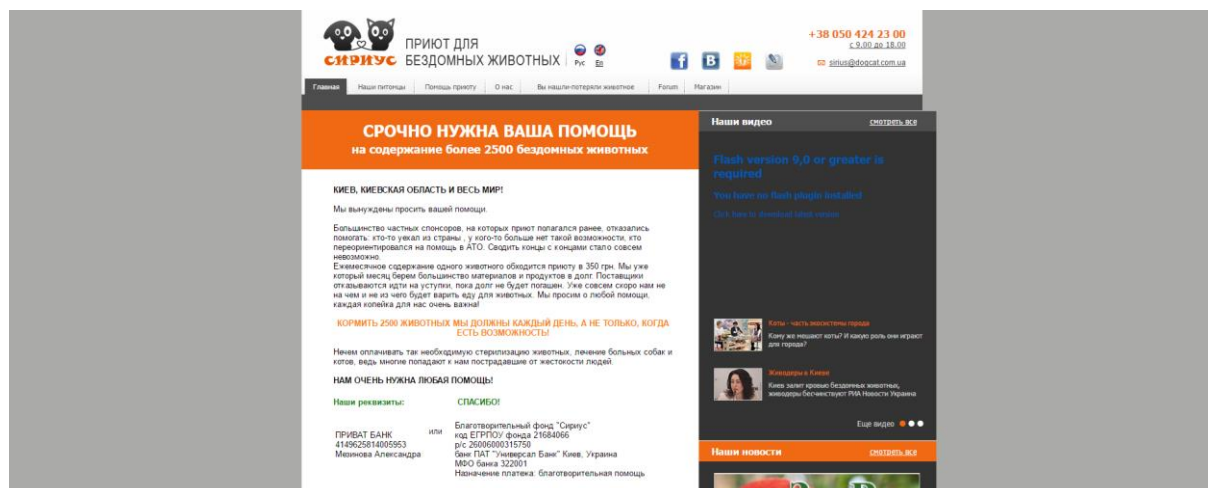 СИРИУС
ПРИЮТ ДЛЯ
БЕЗДОМНЫХ ЖИВОТНЫХ
Рус En
+38 050 424 23 00
с 9.00 до 18.00
sirius@dogcat.com.ua
Главная Наши питомцы Помощь приюту О нас Вы нашли-потеряли животное Forum Магазин
СРОЧНО НУЖНА ВАША ПОМОЩЬ
на содержание более 2500 бездомных животных
КИЕВ, КИЕВСКАЯ ОБЛАСТЬ И ВЕСЬ МИР!
Мы вынуждены просить вашей помощи.
Большинство частных спонсоров, на которых приют полагался ранее, отказались
помогать: кто-то уехал из страны , у кого-то больше нет такой возможности, кто
переориентировался на помощь в АТО. Сводить концы с концами стало совсем
невозможно.
Ежемесячное содержание одного животного обходится приюту в 350 грн. Мы уже
который месяц берем большинство материалов и продуктов в долг. Поставщики
отказываются идти на уступки, пока долг не будет погашен. Уже совсем скоро нам не
на чем и не из чего будет варить еду для животных. Мы просим о любой помощи,
каждая копейка для нас очень важна!
КОРМИТЬ 2500 ЖИВОТНЫХ МЫ ДОЛЖНЫ КАЖДЫЙ ДЕНЬ, А НЕ ТОЛЬКО, КОГДА
ЕСТЬ ВОЗМОЖНОСТЬ!
Нечем оплачивать так необходимую стерилизацию животных, лечение больных собак и
котов, ведь многие попадают к нам пострадавшие от жестокости людей.
НАМ ОЧЕНЬ НУЖНА ЛЮБАЯ ПОМОЩЬ!
Наши реквизиты: СПАСИБО!
ПРИВАТ БАНК
4149625814005953
Мезинова Александра
или
Благотворительный фонд "Сириус"
код ЕГРПОУ фонда 21684066
р/с 26006000315750
банк ПАТ "Универсал Банк" Киев, Украина
МФО банка 322001
Назначение платежа: благотворительная помощь
Наши видео смотреть все
Flash version 9,0 or greater is
required
You have no flash plugin installed
Click here to download latest version
Коты - часть экосистемы города
Кому же мешают коты? И какую роль они играют
для города?
Живодеры в Киеве
Киев залит кровью бездомных животных,
живодеры бесчинствуют РИА Новости Украина
Еще видео
Наши новости смотреть все